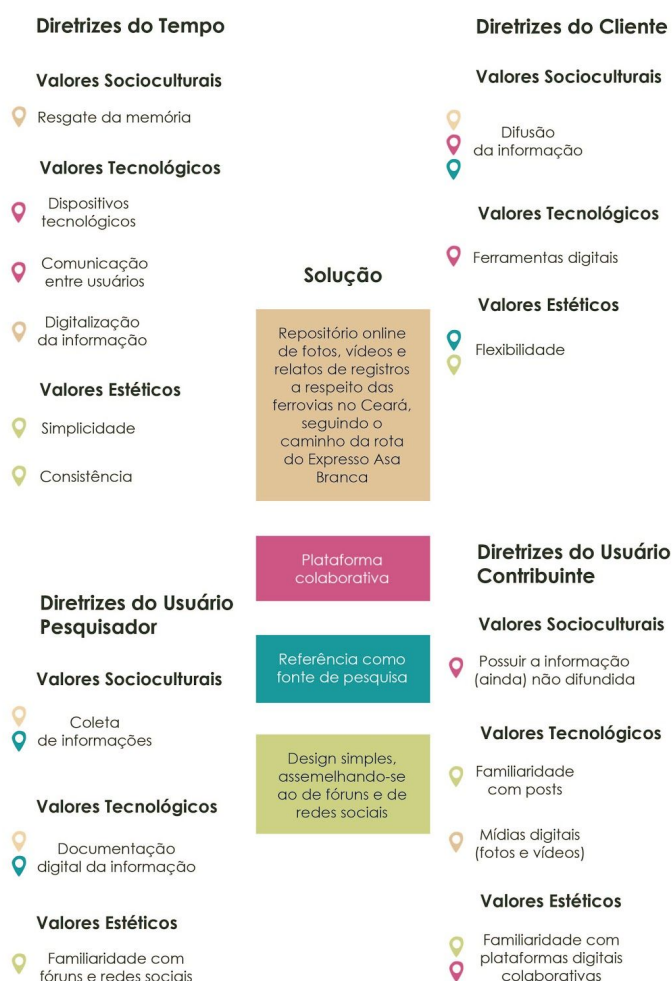 Diretrizes do Tempo
Valores Socioculturais
Resgate da memória
Valores Tecnológicos
Dispositivos
tecnológicos
Comunicação
entre usuários
Digitalização
da informação
Valores Estéticos
Simplicidade
Consistência
Diretrizes do Cliente
Valores Socioculturais
Difusão
da informação
Valores Tecnológicos
Ferramentas digitais
Valores Estéticos
Flexibilidade
Solução
Repositório online
de fotos, vídeos e
relatos de registros
a respeito das
ferrovias no Ceará,
seguindo o
caminho da rota
do Expresso Asa
Branca
Plataforma
colaborativa
Referência como
fonte de pesquisa
Design simples,
assemelhando-se
ao de fóruns e de
redes sociais
Diretrizes do Usuário
Pesquisador
Valores Socioculturais
Coleta
de informações
Valores Tecnológicos
Documentação
digital da informação
Valores Estéticos
Familiaridade com
fóruns e redes sociais
Diretrizes do Usuário
Contribuinte
Valores Socioculturais
Possuir a informação
(ainda) não difundida
Valores Tecnológicos
Familiaridade
com posts
Mídias digitais
(fotos e vídeos)
Valores Estéticos
Familiaridade com
plataformas digitais
colaborativas